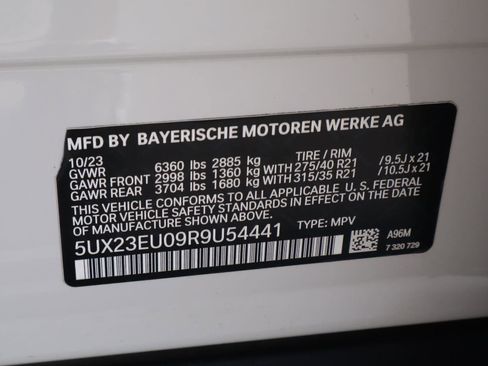 MFD BY BAYERISCHE MOTOREN WERKE AG
10/23 TIRE / RIM
GVWR 6360 lbs 2885 kg
GAWR FRONT 2998 lbs 1360 kg WITH 275/40 R21 / 9.5J x 21
GAWR REAR 3704 lbs 1680 kg WITH 315/35 R21 / 10.5J x 21
THIS VEHICLE CONFORMS TO ALL APPLICABLE U.S. FEDERAL
MOTOR VEHICLE SAFETY STANDARDS IN EFFECT ON THE DATE
OF MANUFACTURE SHOWN ABOVE.
5UX23EU09R9U54441 TYPE: MPV
A96M
7 320 729